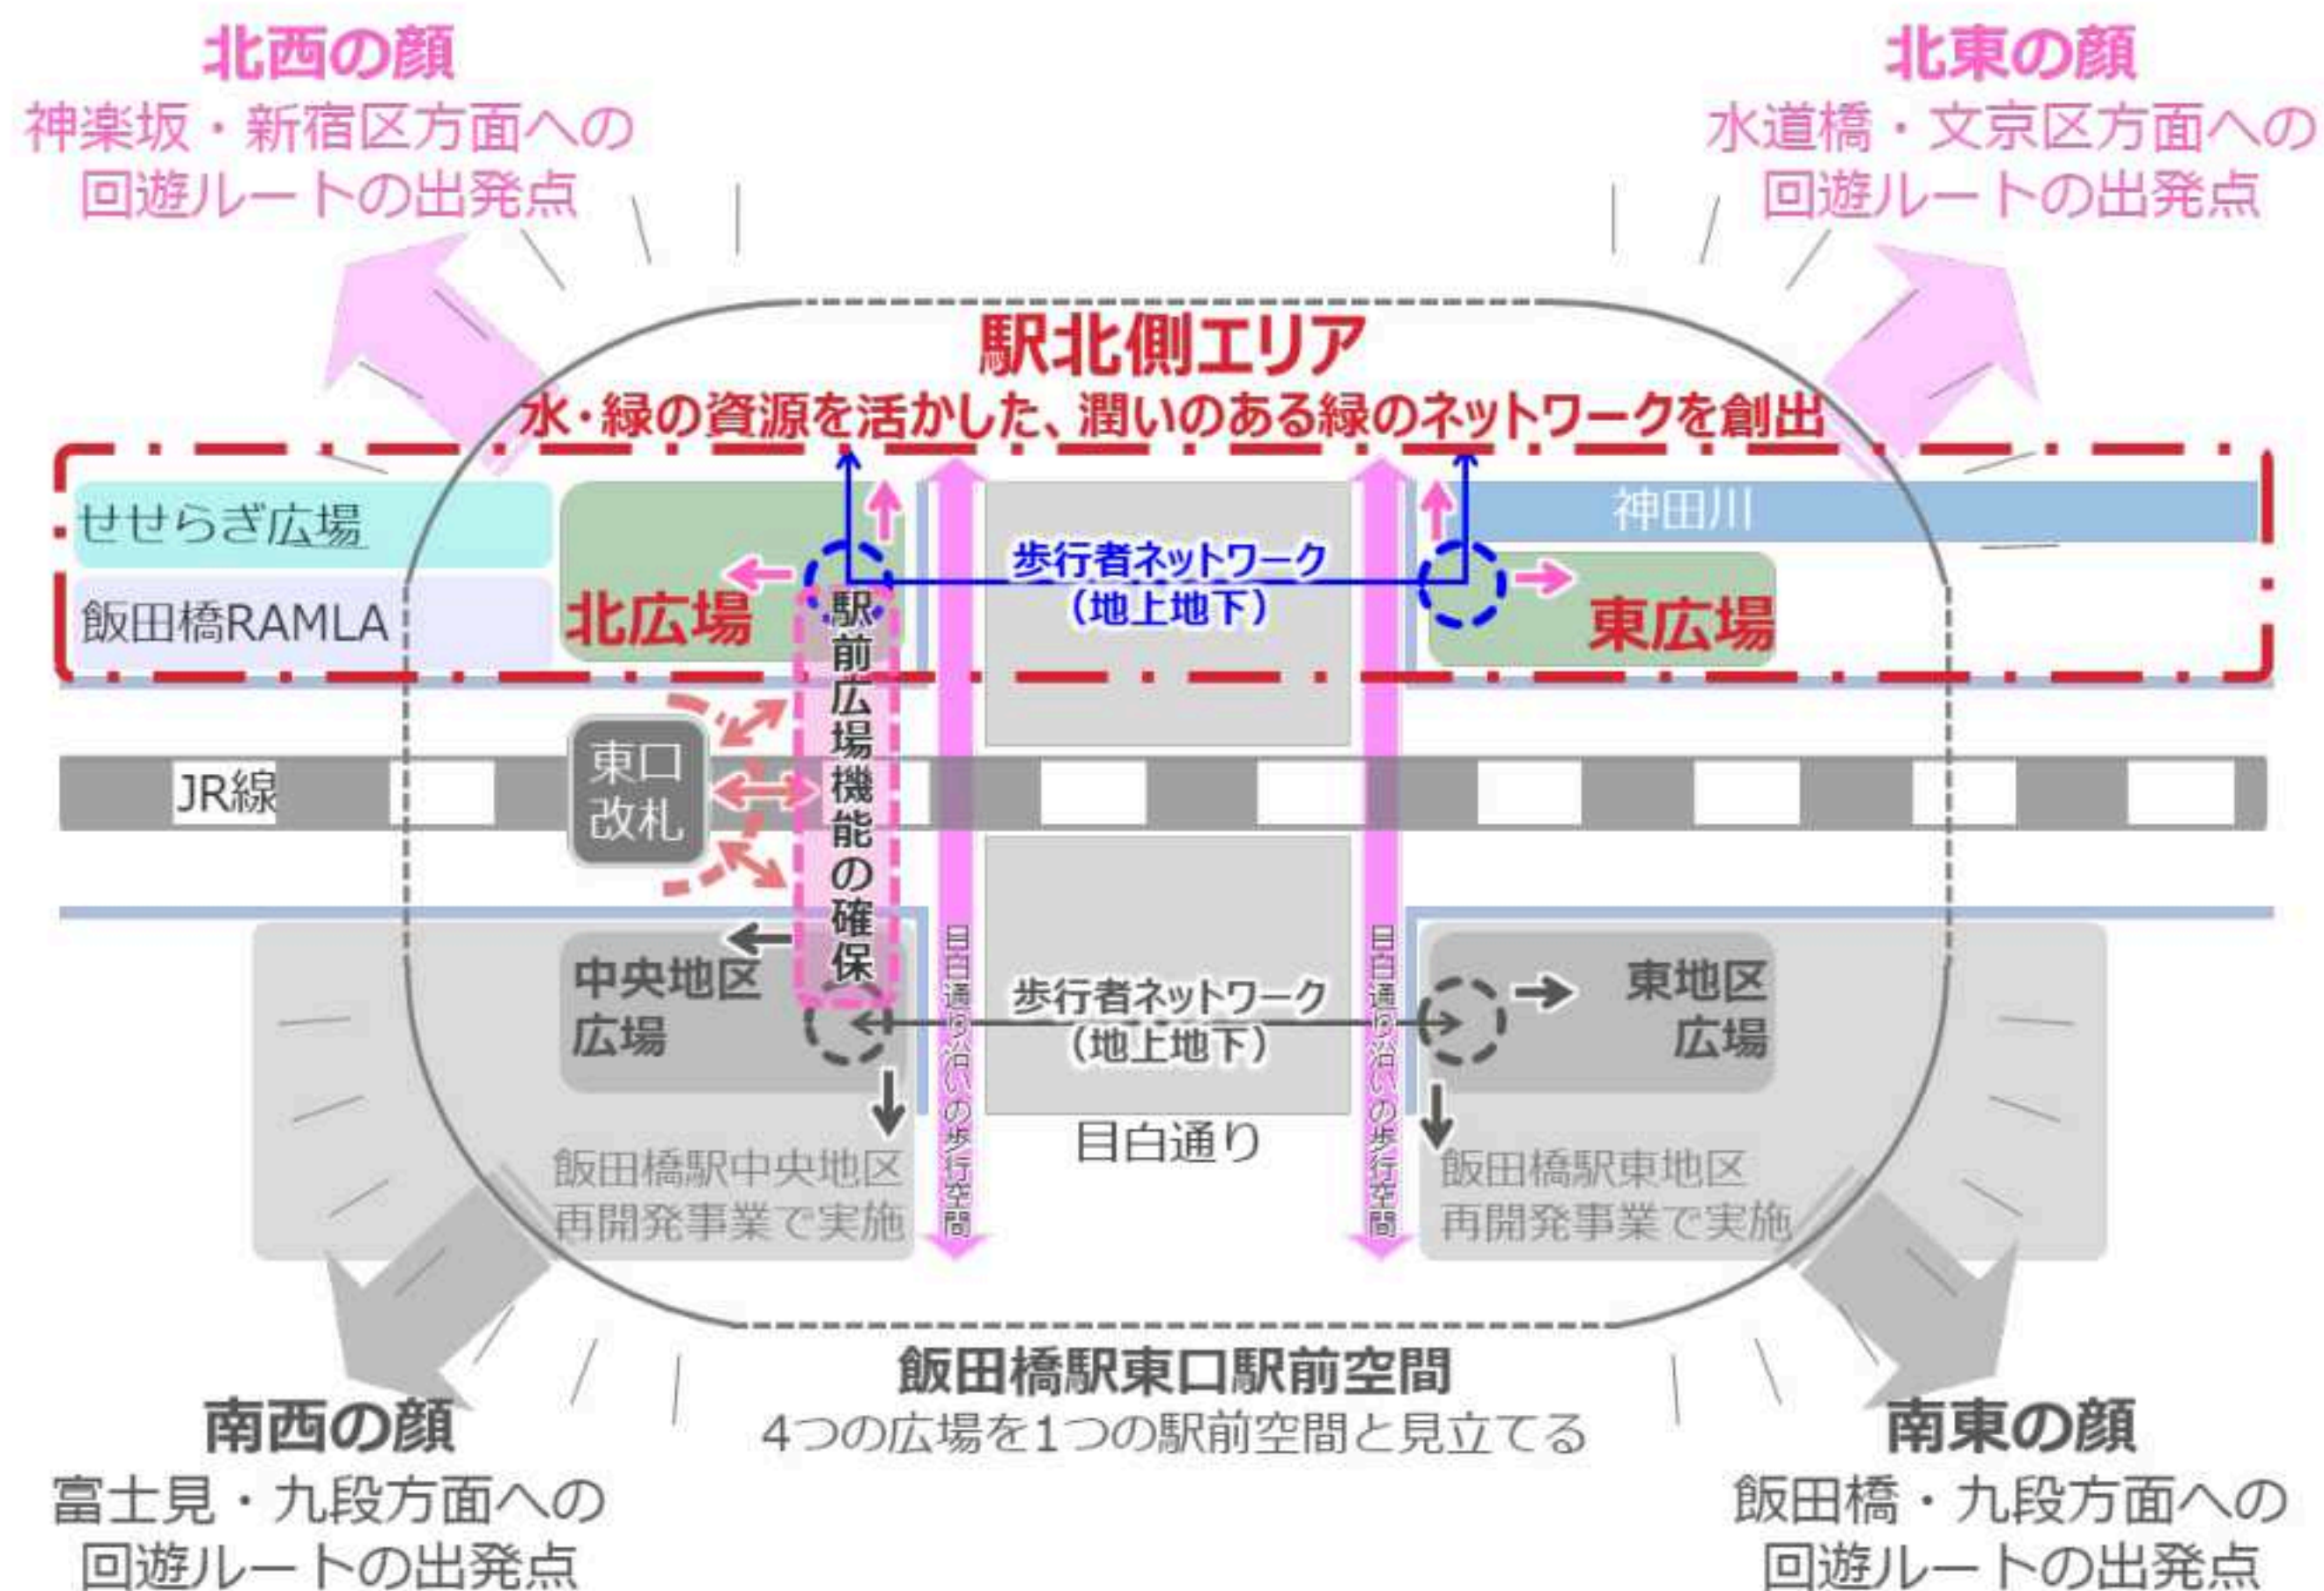 北西の顔
神楽坂・新宿区方面への
回遊ルートの出発点
北東の顔
水道橋・文京区方面への
回遊ルートの出発点
駅北側エリア
水・緑の資源を活かした、潤いのある緑のネットワークを創出
せせらぎ広場
飯田橋RAMLA
北広場
歩行者ネットワーク
(地上地下)
神田川
東広場
駅前広場機能の確保
JR線
東口
改札
中央地区
広場
目白通り沿いの歩行空間
歩行者ネットワーク
(地上地下)
目白通り沿いの歩行空間
東地区
広場
目白通り
飯田橋駅中央地区
再開発事業で実施
飯田橋駅東地区
再開発事業で実施
飯田橋駅東口駅前空間
4つの広場を1つの駅前空間と見立てる
南西の顔
富士見・九段方面への
回遊ルートの出発点
南東の顔
飯田橋・九段方面への
回遊ルートの出発点